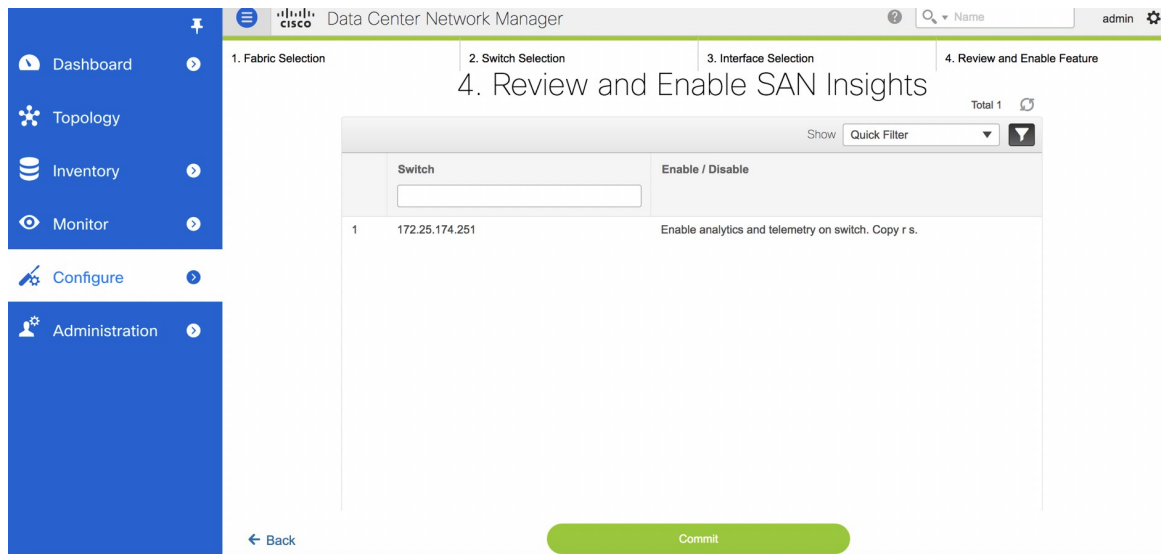 CISCO Data Center Network Manager
Name
admin
Dashboard
Topology
Inventory
Monitor
Configure
Administration
1. Fabric Selection
2. Switch Selection
3. Interface Selection
4. Review and Enable Feature
4. Review and Enable SAN Insights
Total 1
Show Quick Filter
Switch Enable / Disable
1 172.25.174.251 Enable analytics and telemetry on switch. Copy r s.
Back
Commit